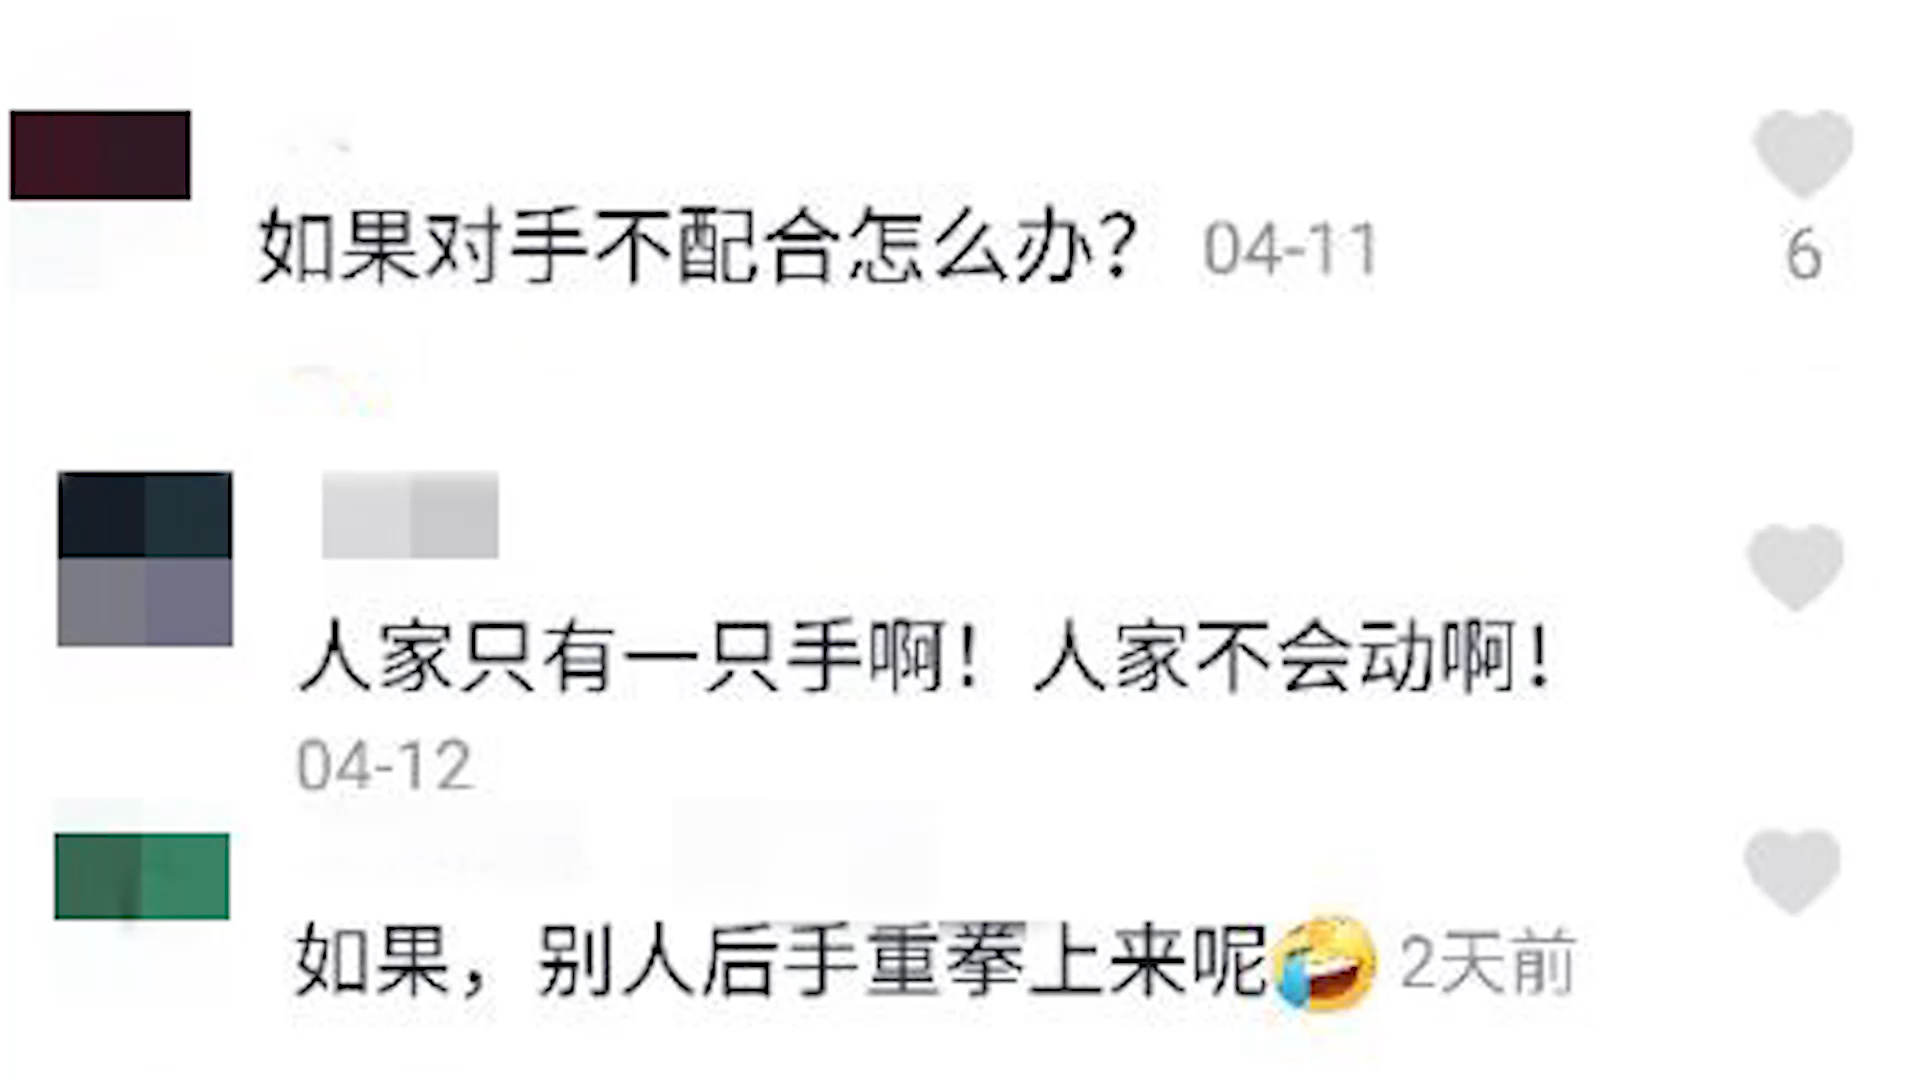 如果对手不配合怎么办？ 04-11
6
人家只有一只手啊！人家不会动啊！
04-12
如果，别人后手重拳上来呢🤣 2天前